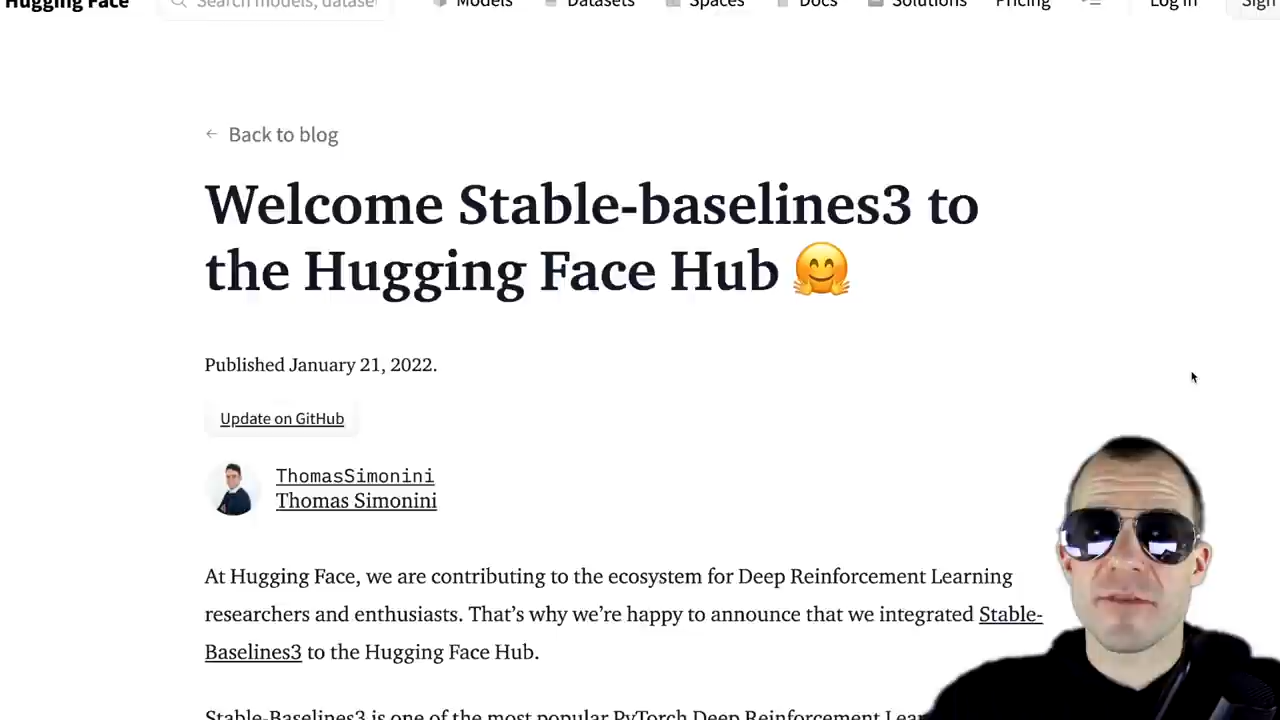 Hugging Face Search models, datase Models Datasets Spaces Docs Solutions Pricing Log In Sign
← Back to blog
Welcome Stable-baselines3 to
the Hugging Face Hub 🤗
Published January 21, 2022.
Update on GitHub
ThomasSimonini
Thomas Simonini
At Hugging Face, we are contributing to the ecosystem for Deep Reinforcement Learning
researchers and enthusiasts. That’s why we’re happy to announce that we integrated Stable-
Baselines3 to the Hugging Face Hub.
Stable-Baselines3 is one of the most popular PyTorch Deep Reinforcement Lear